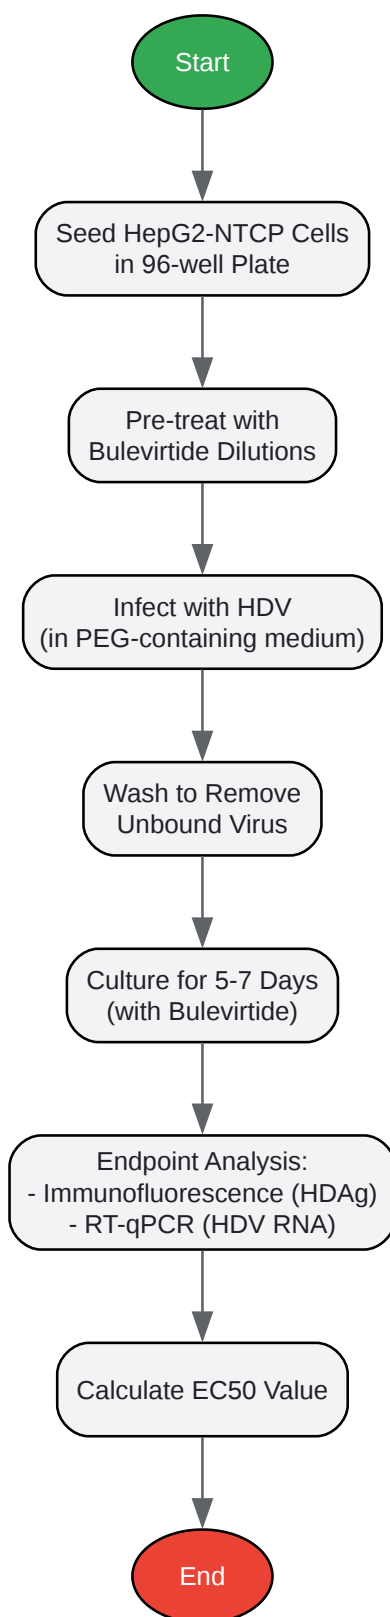 Start
Seed HepG2-NTCP Cells
in 96-well Plate
Pre-treat with
Bulevirtide Dilutions
Infect with HDV
(in PEG-containing medium)
Wash to Remove
Unbound Virus
Culture for 5-7 Days
(with Bulevirtide)
Endpoint Analysis:
- Immunofluorescence (HDAg)
- RT-qPCR (HDV RNA)
Calculate EC50 Value
End